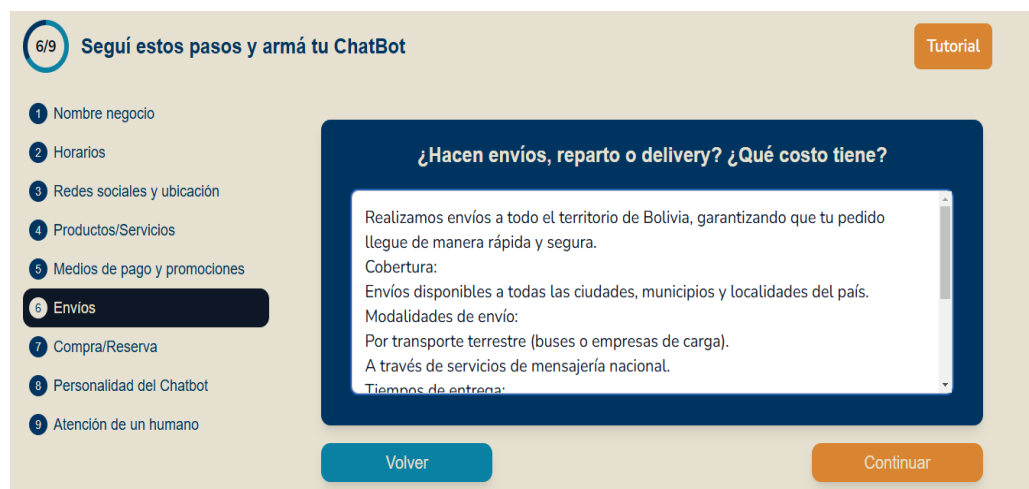 6/9
Seguí estos pasos y armá tu ChatBot
Tutorial
1 Nombre negocio
2 Horarios
3 Redes sociales y ubicación
4 Productos/Servicios
5 Medios de pago y promociones
6 Envíos
7 Compra/Reserva
8 Personalidad del Chatbot
9 Atención de un humano
¿Hacen envíos, reparto o delivery? ¿Qué costo tiene?
Realizamos envíos a todo el territorio de Bolivia, garantizando que tu pedido
llegue de manera rápida y segura.
Cobertura:
Envíos disponibles a todas las ciudades, municipios y localidades del país.
Modalidades de envío:
Por transporte terrestre (buses o empresas de carga).
A través de servicios de mensajería nacional.
Tiempos de entrega:
Volver
Continuar